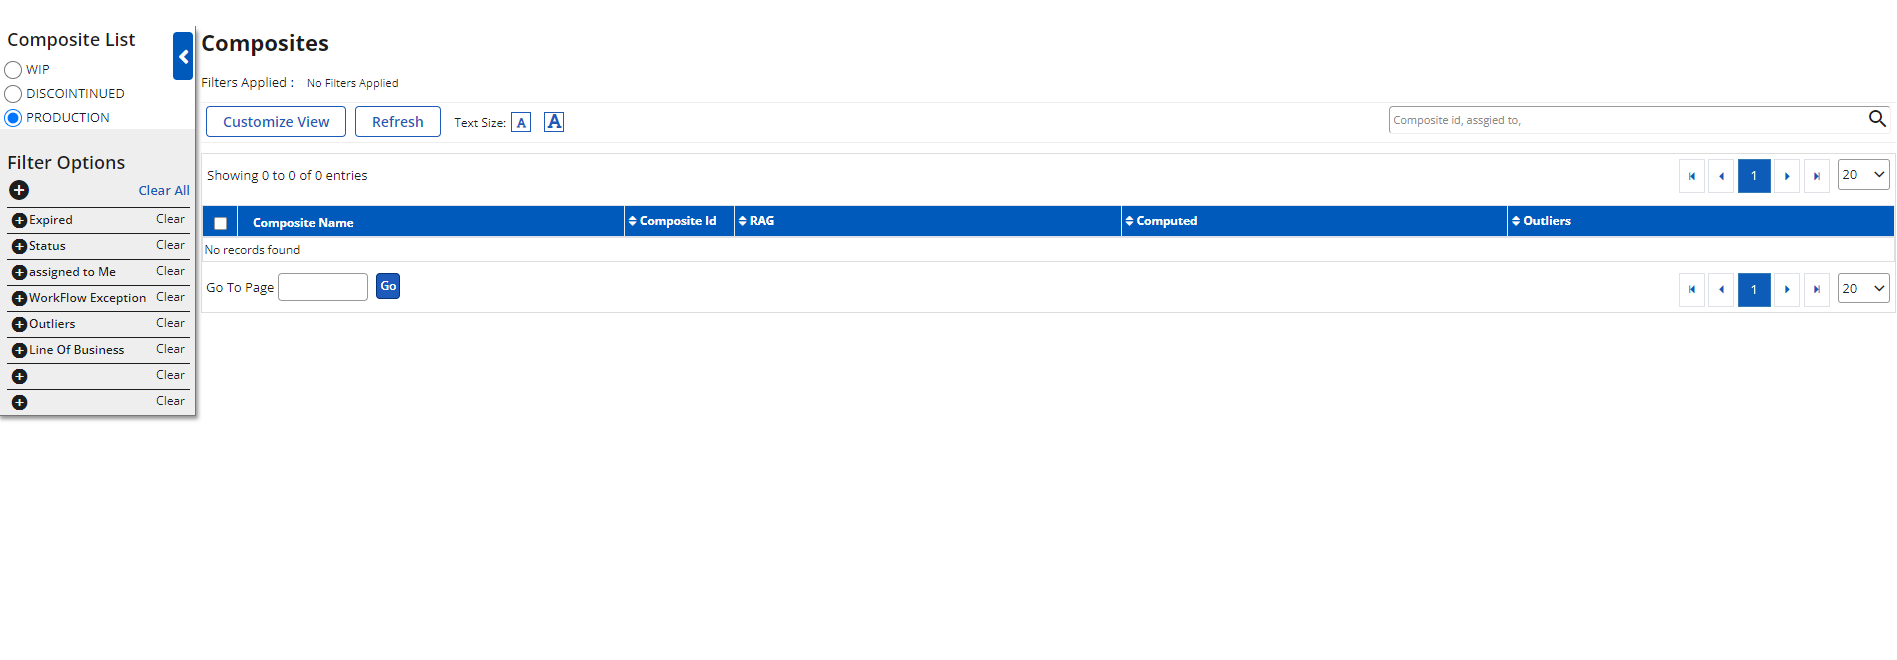 Composite List
WIP
DISCOINTINUED
PRODUCTION
Filter Options
Clear All
Expired Clear
Status Clear
assigned to Me Clear
WorkFlow Exception Clear
Outliers Clear
Line Of Business Clear
Clear
Clear
Composites
Filters Applied : No Filters Applied
Customize View Refresh Text Size: A A
Composite id, assgied to,
Showing 0 to 0 of 0 entries
1 20
Composite Name Composite Id RAG Computed Outliers
No records found
Go To Page Go
1 20